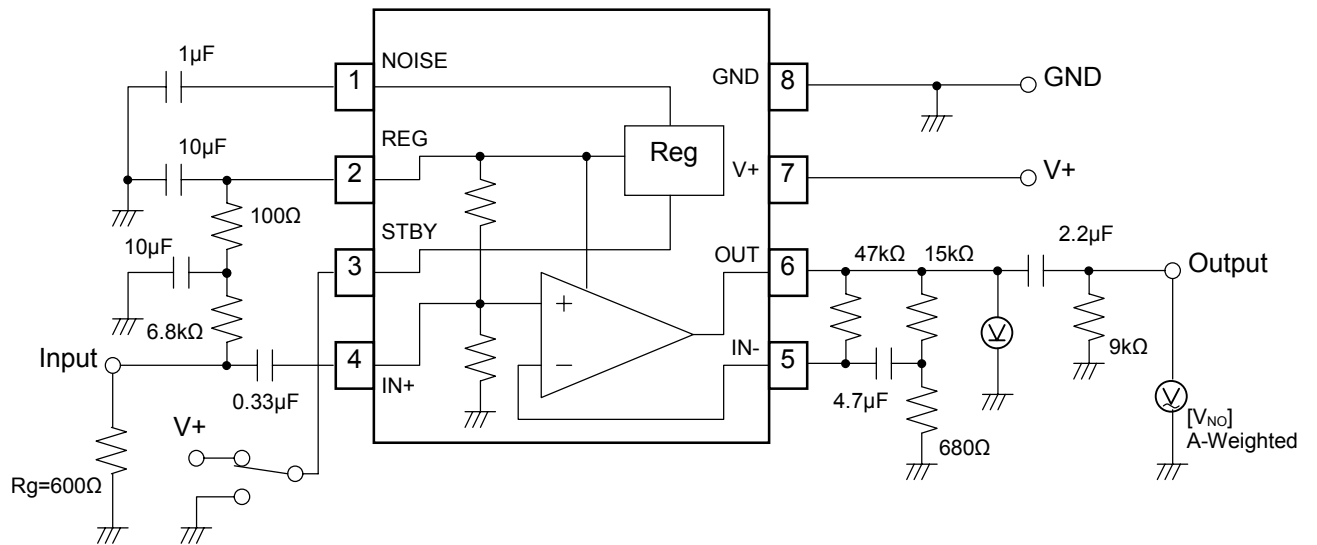 1µF
1
NOISE
GND
8
GND
10µF
2
REG
Reg
V+
7
V+
100Ω
10µF
3
STBY
OUT
6
47kΩ
15kΩ
2.2µF
Output
6.8kΩ
+
Input
4
IN+
0.33µF
−
IN-
5
4.7µF
9kΩ
V
V
[VNO]
A-Weighted
V+
680Ω
Rg=600Ω